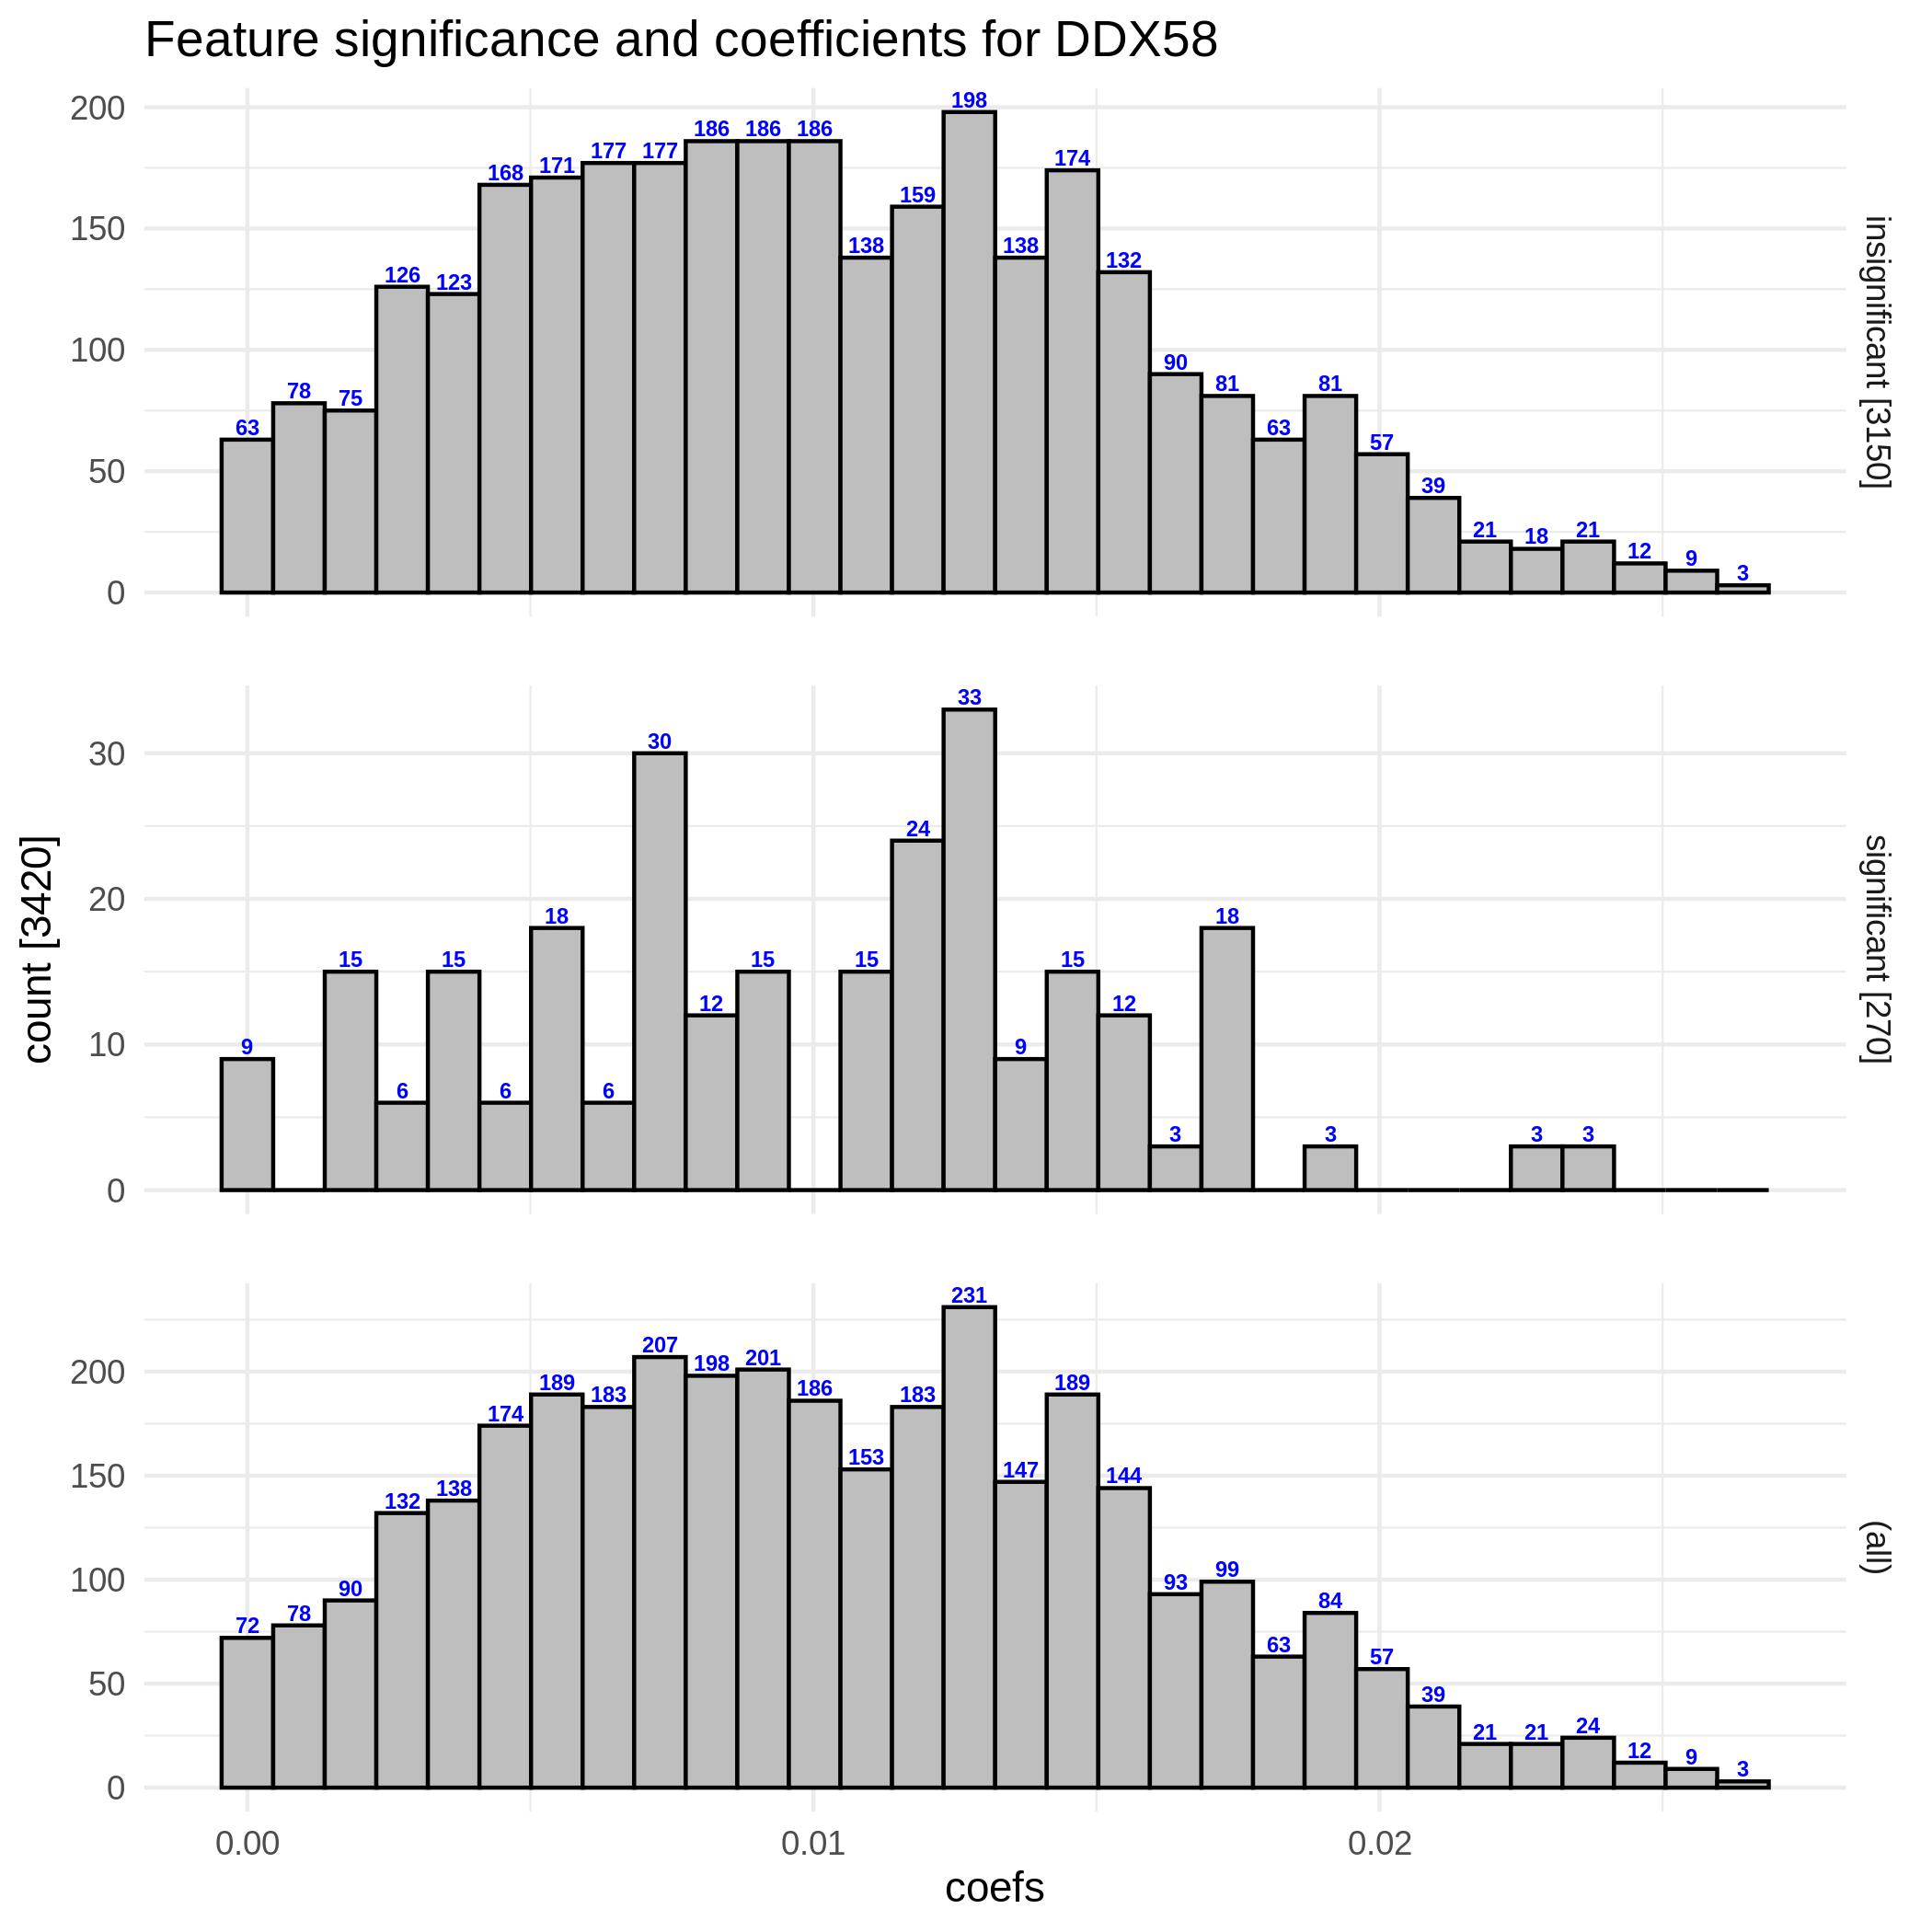 Feature significance and coefficients for DDX58
200
150
100
50
0
63 78 75 126 123 168 171 177 177 186 186 186 138 159 198 138 174 132 90 81 63 81 57 39 21 18 21 12 9 3
insignificant [3150]
count [3420]
30
20
10
0
9 15 6 15 6 18 6 30 12 15 15 24 33 9 15 12 3 18 3 3 3
significant [270]
200
150
100
50
0
72 78 90 132 138 174 189 183 207 198 201 186 153 183 231 147 189 144 93 99 63 84 57 39 21 21 24 12 9 3
(all)
0.00 0.01 0.02
coefs